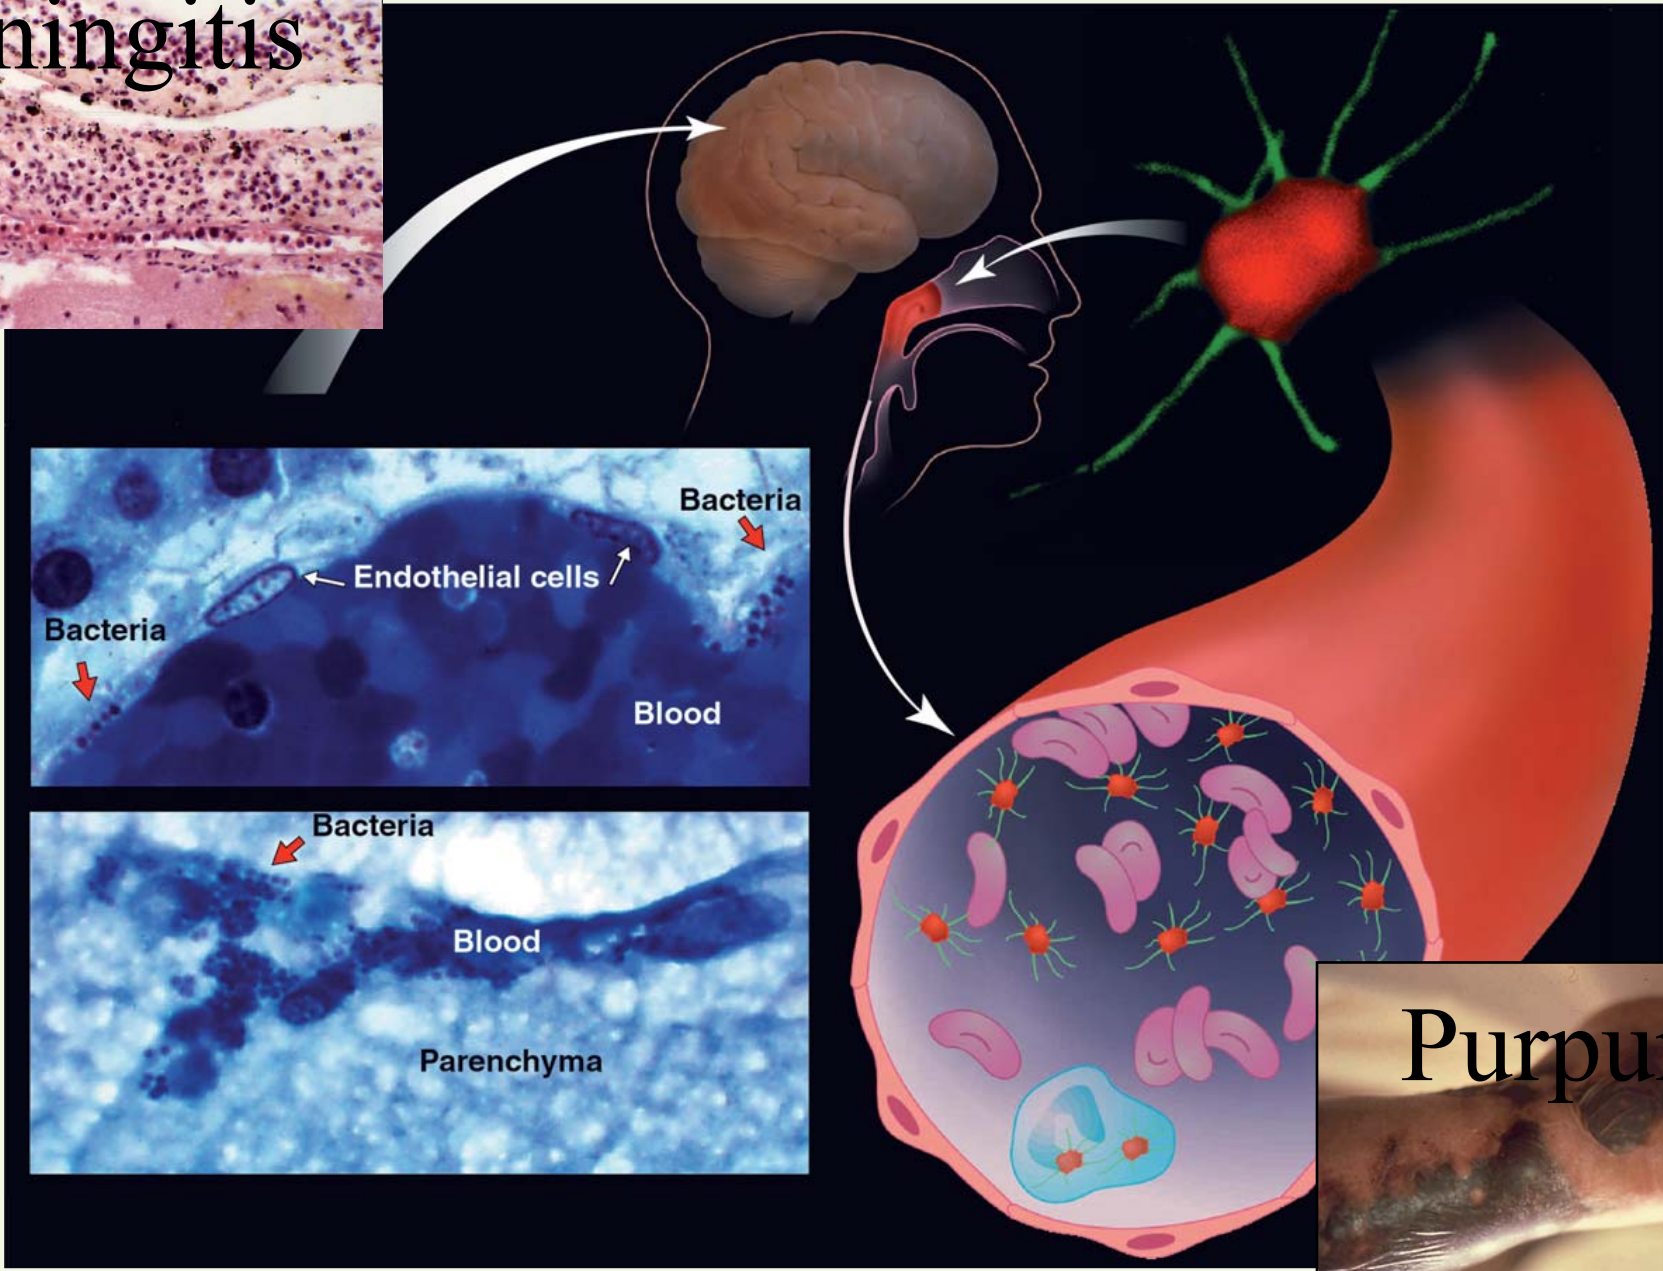 ningitis
Bacteria
Endothelial cells
Bacteria
Blood
Bacteria
Blood
Parenchyma
Purpu